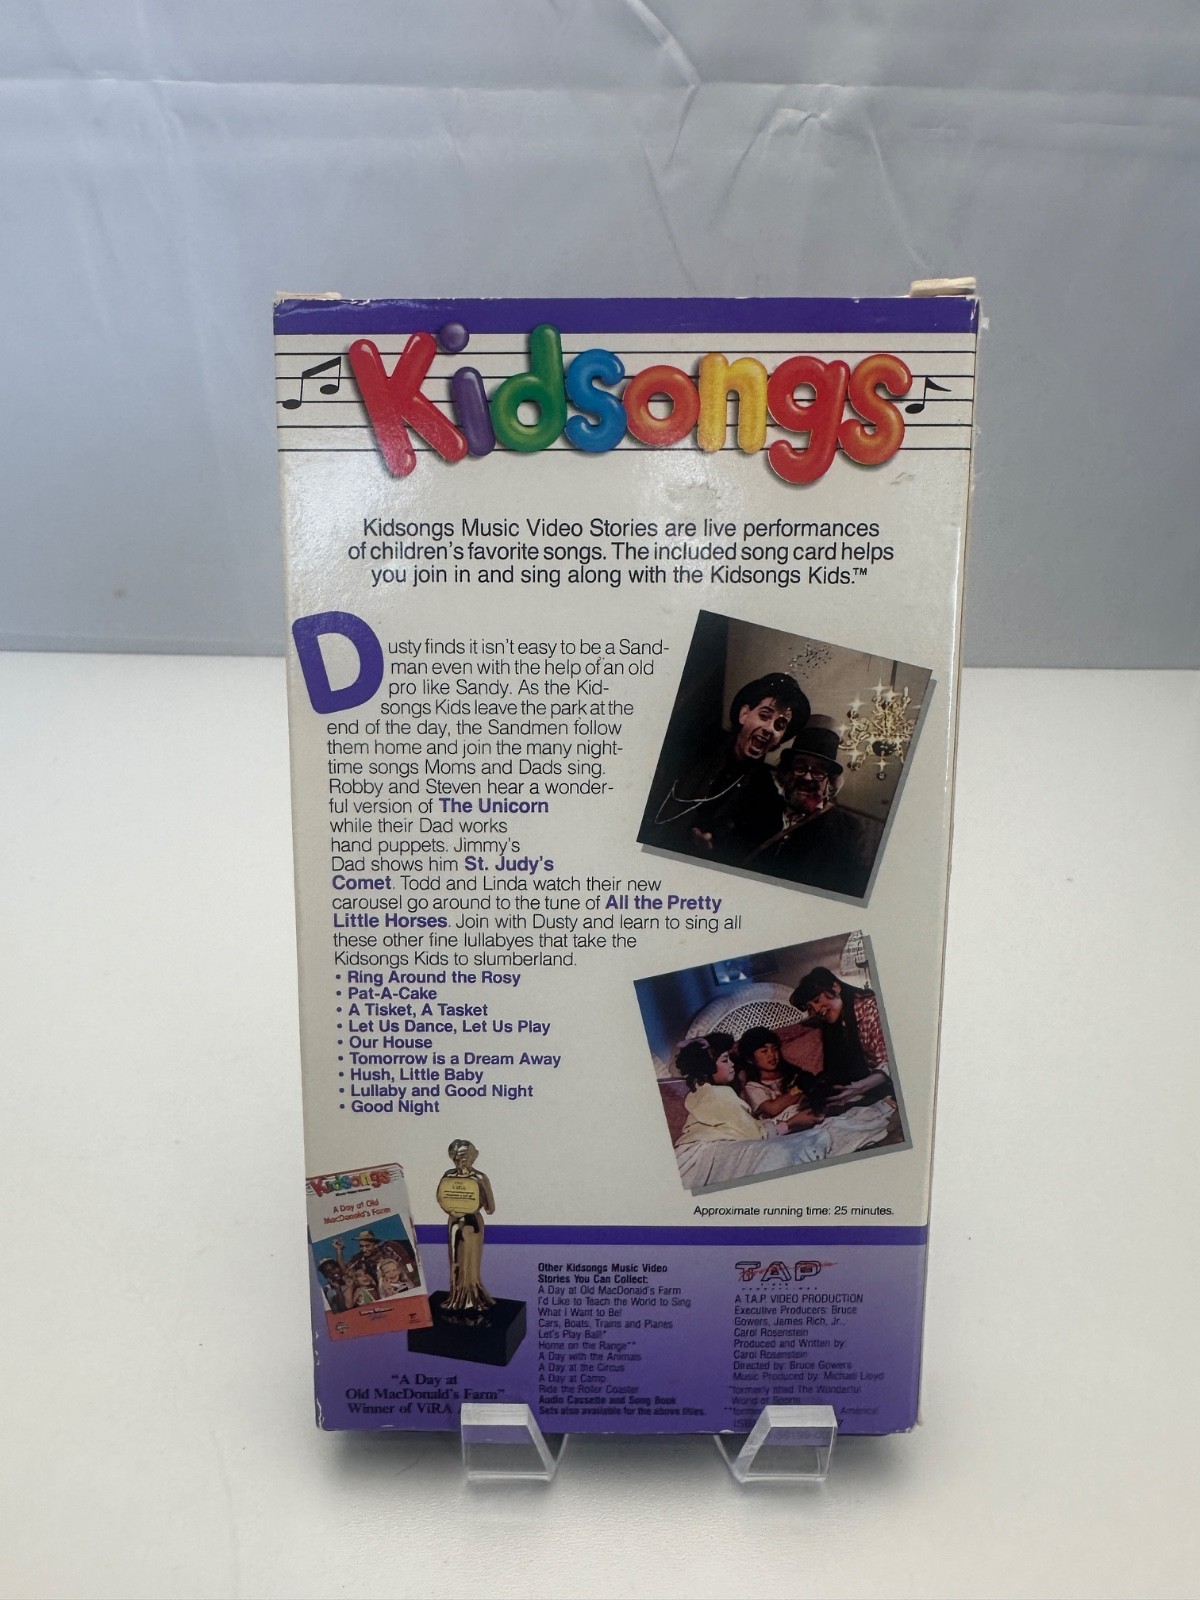 Kidsongs
Kidsongs Music Video Stories are live performances
of children's favorite songs. The included song card helps
you join in and sing along with the Kidsongs Kids.™
Dusty finds it isn't easy to be a Sand-
man even with the help of an old
pro like Sandy. As the Kid-
songs Kids leave the park at the
end of the day, the Sandmen follow
them home and join the many night-
time songs Moms and Dads sing.
Robby and Steven hear a wonder-
ful version of The Unicorn
while their Dad works
hand puppets. Jimmy's
Dad shows him St. Judy's
Comet. Todd and Linda watch their new
carousel go around to the tune of All the Pretty
Little Horses. Join with Dusty and learn to sing all
these other fine lullabyes that take the
Kidsongs Kids to slumberland.
• Ring Around the Rosy
• Pat-A-Cake
• A Tisket, A Tasket
• Let Us Dance, Let Us Play
• Our House
• Tomorrow is a Dream Away
• Hush, Little Baby
• Lullaby and Good Night
• Good Night
Approximate running time: 25 minutes.
Kidsongs
A Day at Old
MacDonald's Farm
"A Day at
Old MacDonald's Farm"
Winner of ViRA
Other Kidsongs Music Video
Stories You Can Collect:
A Day at Old MacDonald's Farm
I'd Like to Teach the World to Sing
What I Want to Be!
Cars, Boats, Trains and Planes
Let's Play Ball*
Home on the Range**
A Day with the Animals
A Day at the Circus
A Day at Camp
Ride the Roller Coaster
Audio Cassette and Song Book
Sets also available for the above titles.
TAP
A T.A.P. VIDEO PRODUCTION
Executive Producers: Bruce
Gowers, James Rich, Jr.,
Carol Rosenstein
Produced and Written by:
Carol Rosenstein
Directed by: Bruce Gowers
Music Produced by: Michael Lloyd
*formerly titled The Wonderful
World of Sports
America!